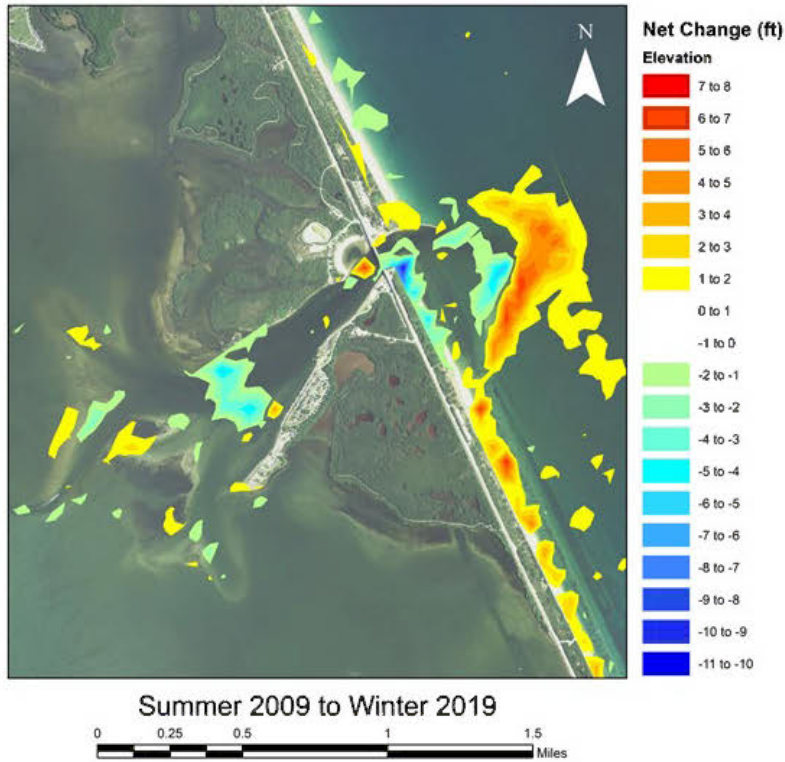 N
Net Change (ft)
Elevation
7 to 8
6 to 7
5 to 6
4 to 5
3 to 4
2 to 3
1 to 2
0 to 1
-1 to 0
-2 to -1
-3 to -2
-4 to -3
-5 to -4
-6 to -5
-7 to -6
-8 to -7
-9 to -8
-10 to -9
-11 to -10
Summer 2009 to Winter 2019
0 0.25 0.5 1 1.5
Miles